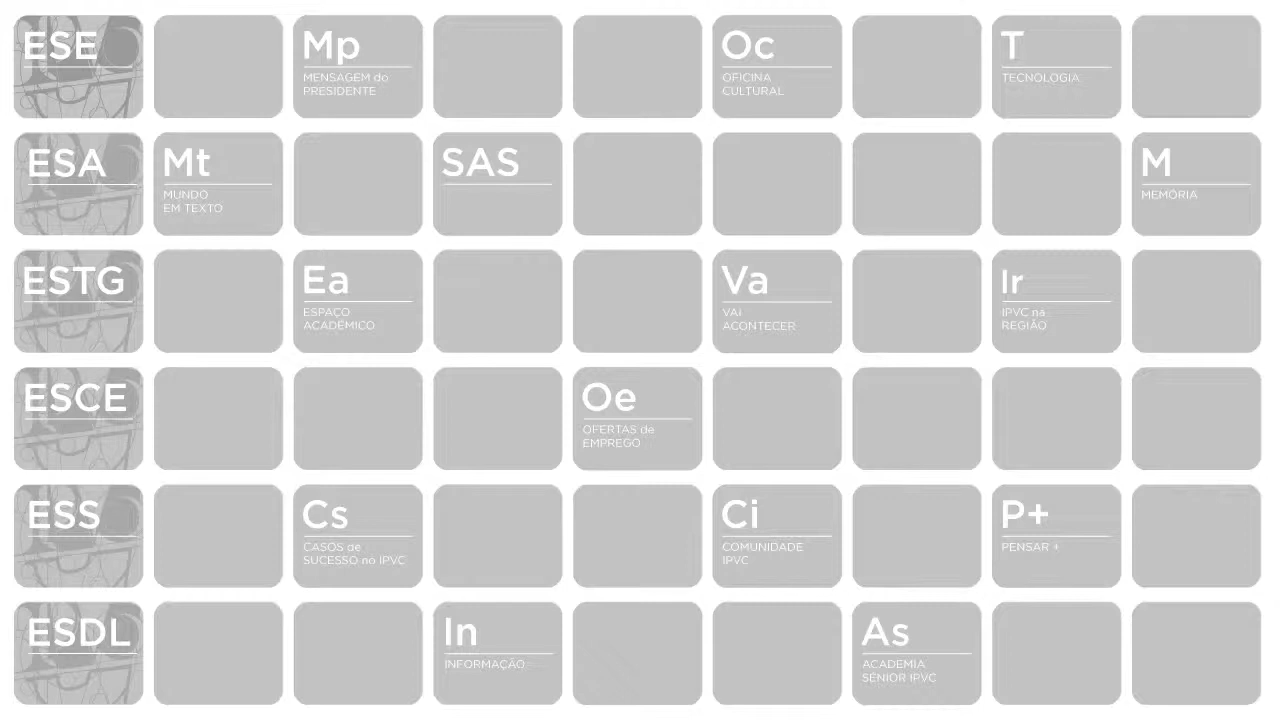 ESE
Mp
MENSAGEM do
PRESIDENTE
Oc
OFICINA
CULTURAL
T
TECNOLOGIA
ESA
Mt
MUNDO
EM TEXTO
SAS
M
MEMÓRIA
ESTG
Ea
ESPAÇO
ACADÉMICO
Va
VAI
ACONTECER
Ir
IPVC na
REGIÃO
ESCE
Oe
OFERTAS de
EMPREGO
ESS
Cs
CASOS de
SUCESSO no IPVC
Ci
COMUNIDADE
IPVC
P+
PENSAR +
ESDL
In
INFORMAÇÃO
As
ACADEMIA
SÉNIOR IPVC